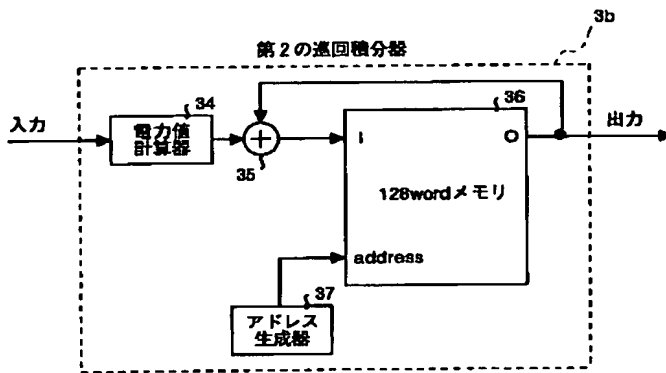 3b
第2の巡回積分器
34
36
入力
電力値
計算器
+
I
O
出力
35
128wordメモリ
address
37
アドレス
生成器